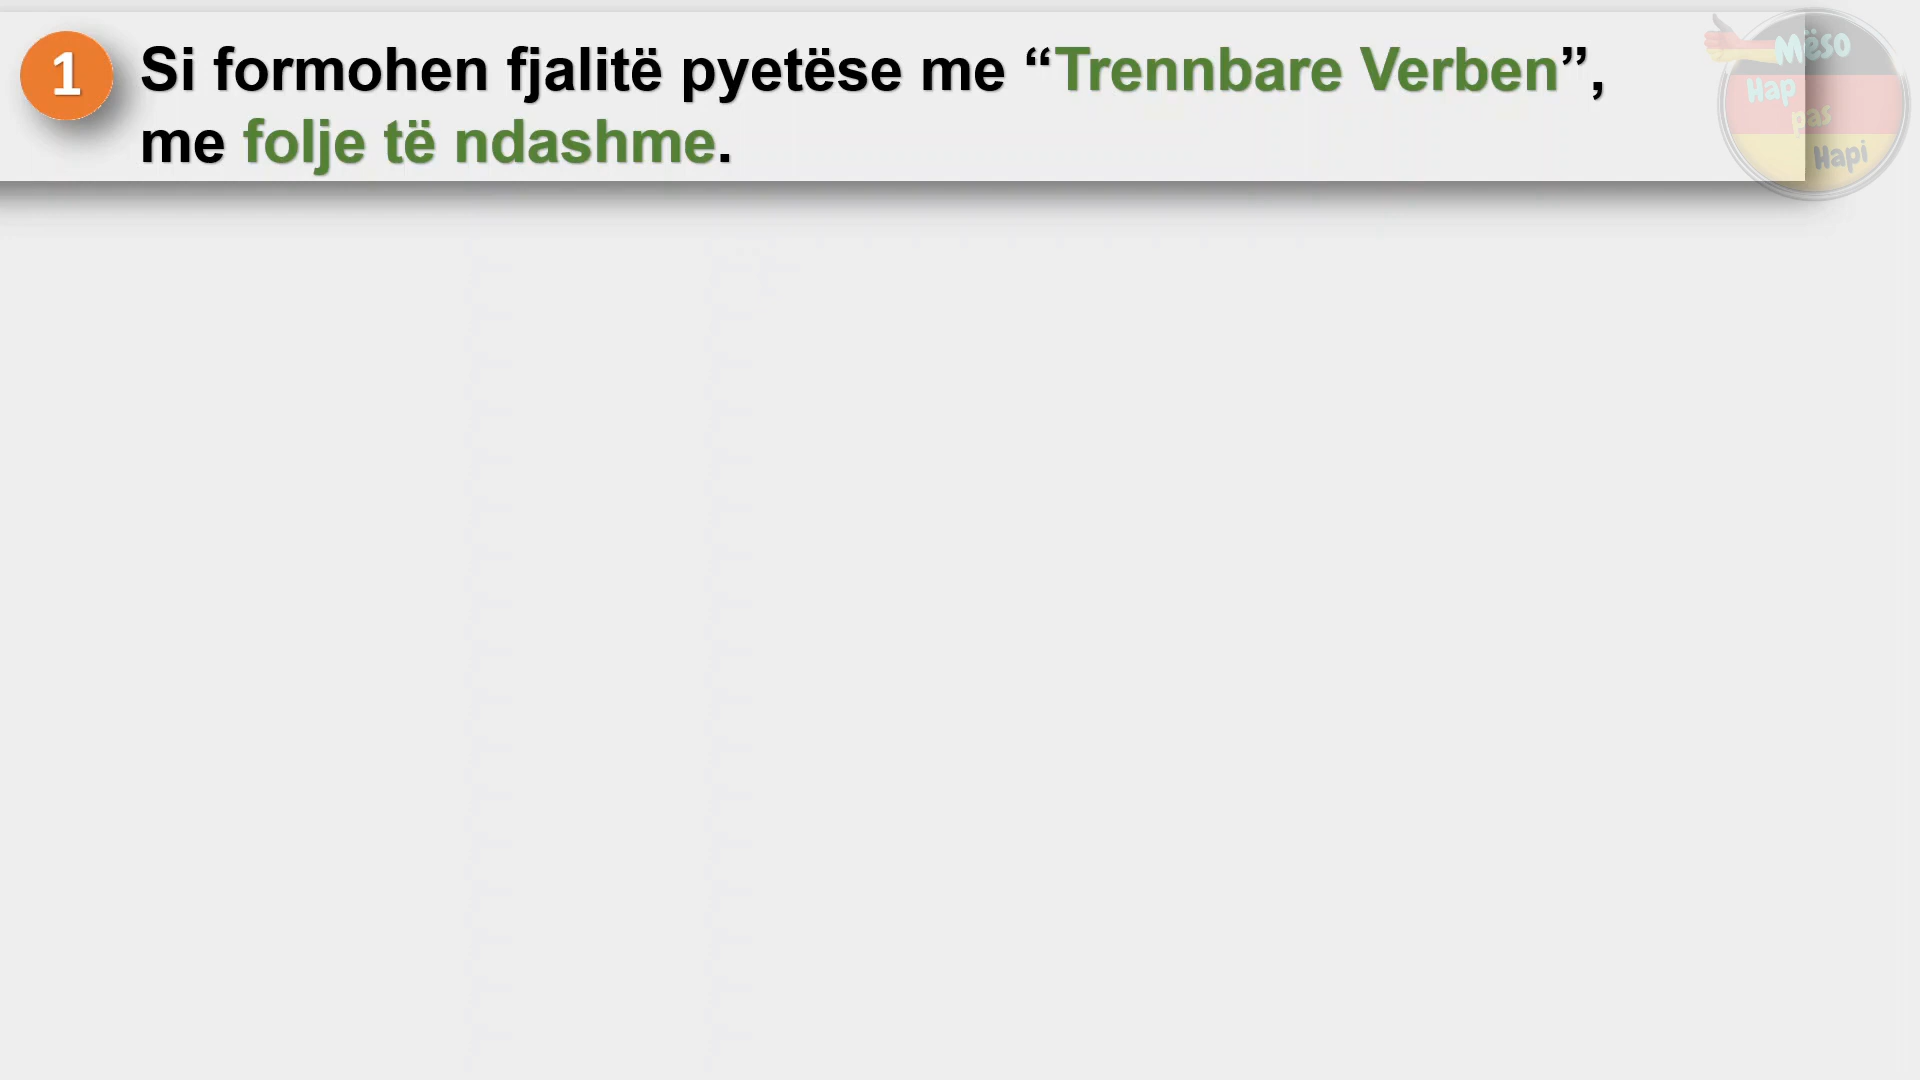 1
Si formohen fjalitë pyetëse me “Trennbare Verben”,
me folje të ndashme.
Mëso
Hap
pas
Hapi